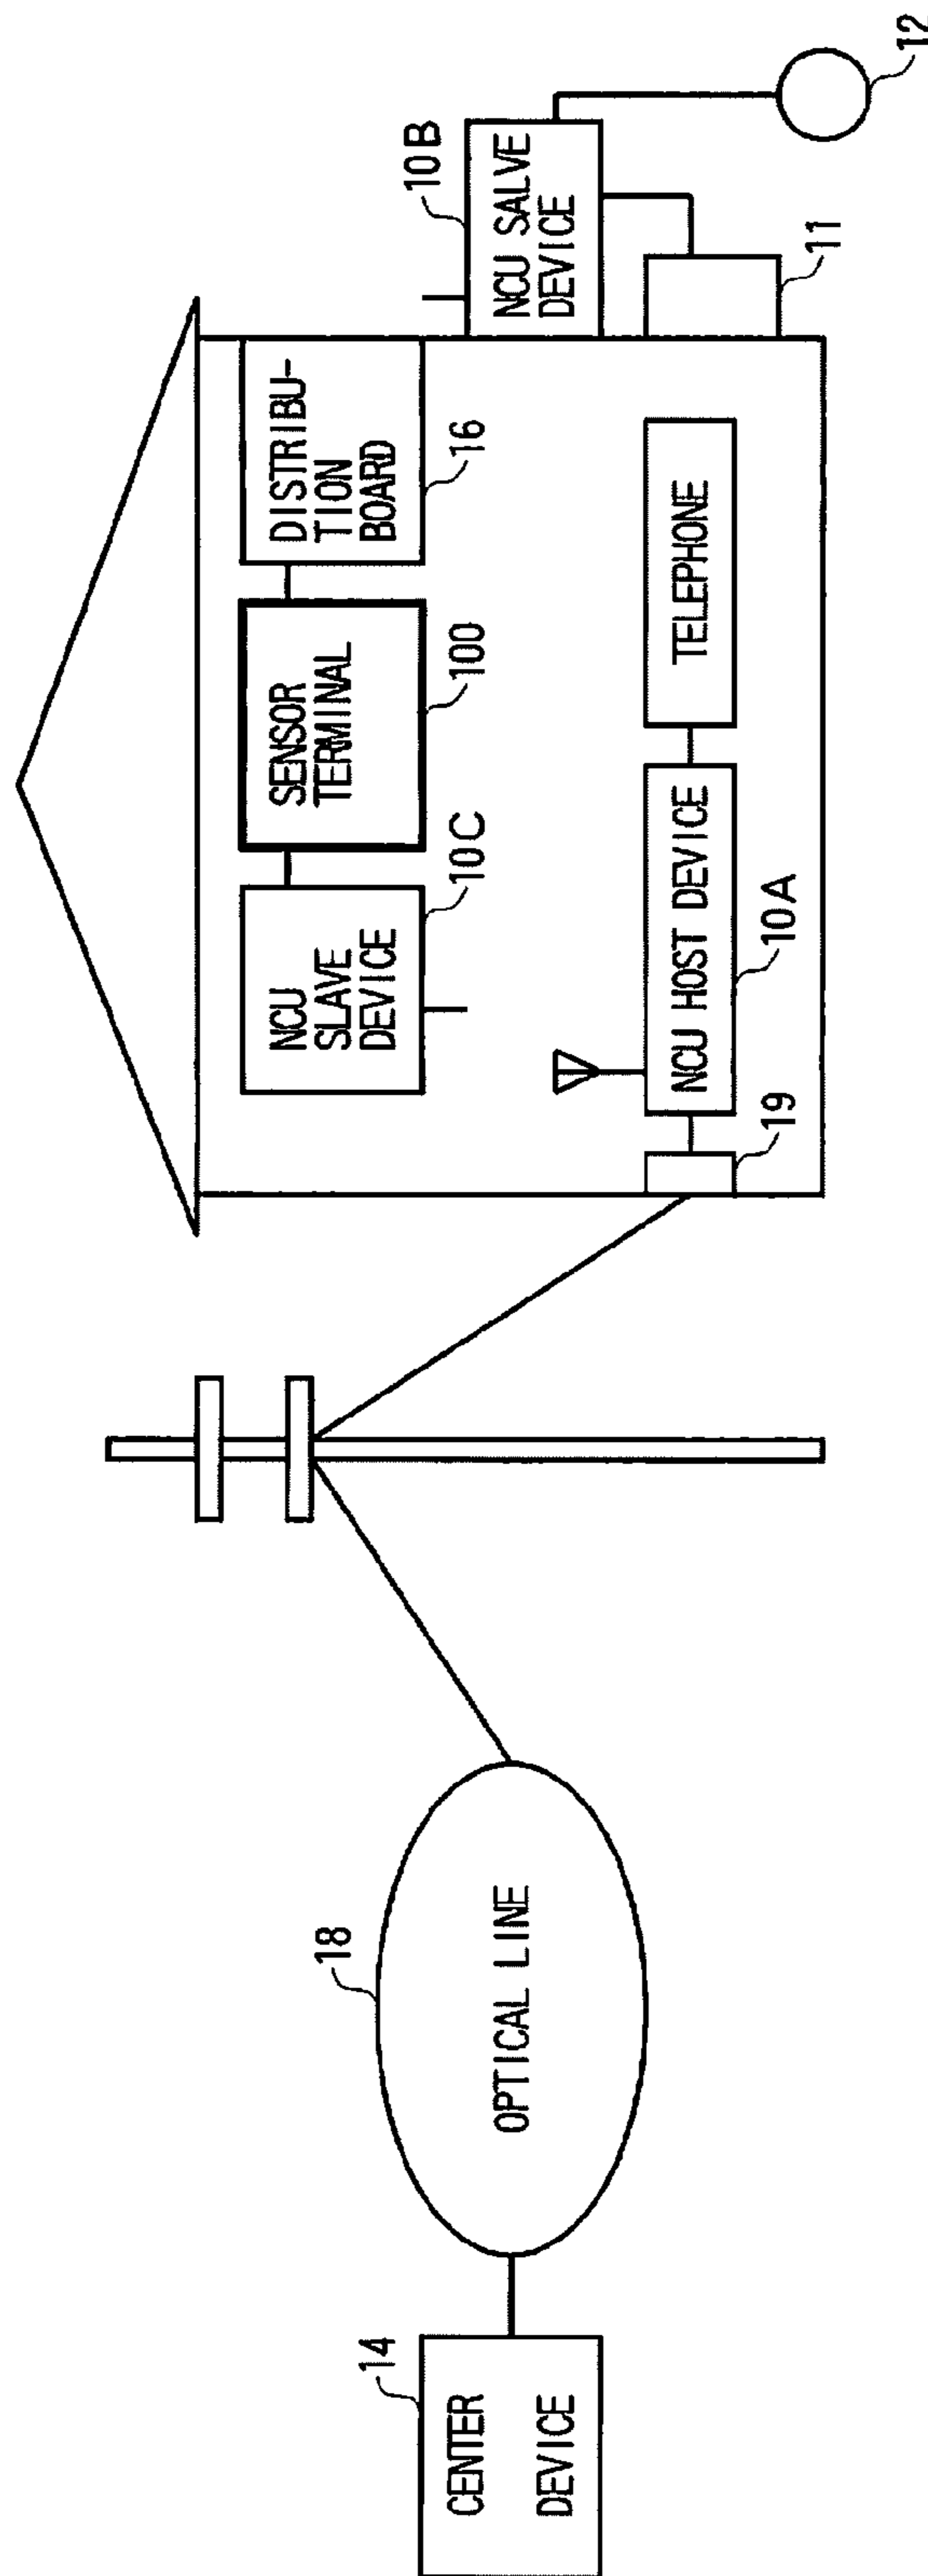 14
CENTER
DEVICE
18
OPTICAL LINE
NCU
SLAVE
DEVICE
10C
SENSOR
TERMINAL
100
DISTRIBU-
TION
BOARD
16
10B
NCU SALVE
DEVICE
19
NCU HOST DEVICE
10A
TELEPHONE
11
12